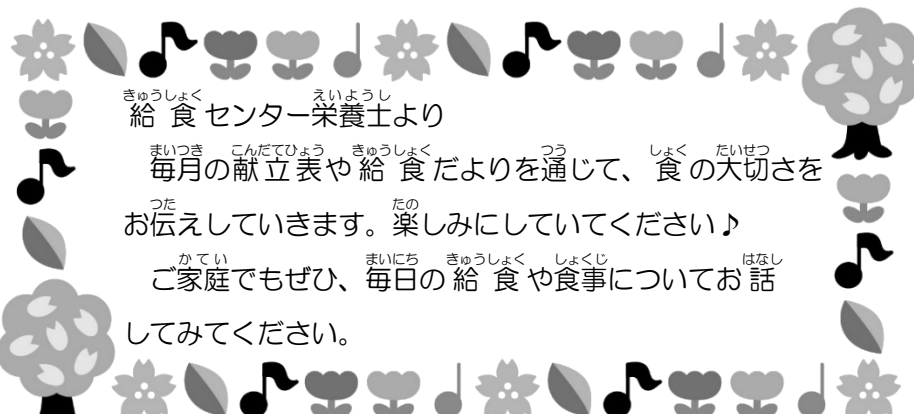 給食センター栄養士より
毎月の献立表や給食だよりを通じて、食の大切さを
お伝えしていきます。楽しみにしていてください♪
ご家庭でもぜひ、毎日の給食や食事についてお話
してみてください。